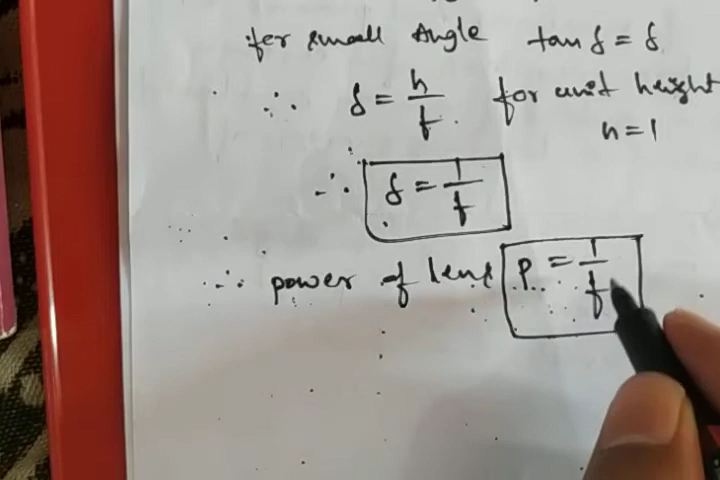 for small Angle tan δ = δ
∴ δ = h/f. for unit height
h = 1
∴ δ = 1/f
∴ power of lens P = 1/f